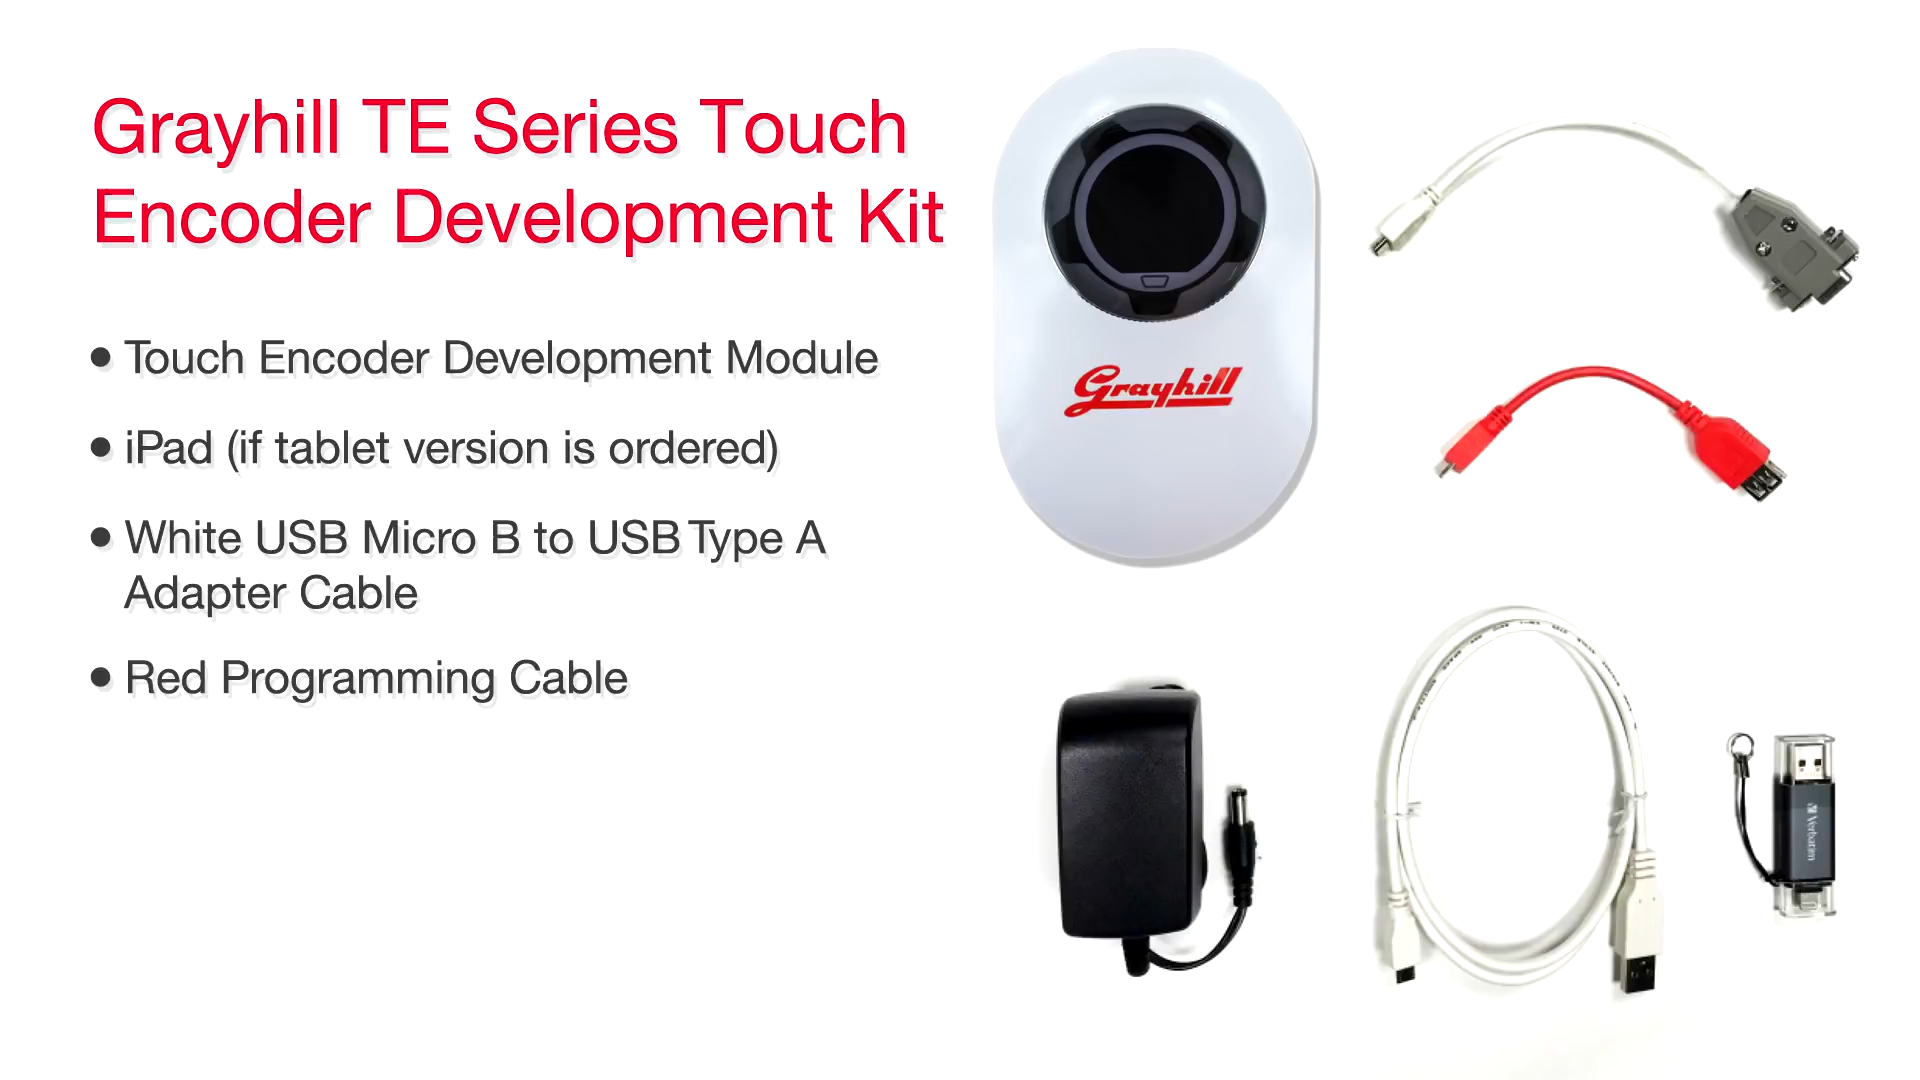 Grayhill TE Series Touch
Encoder Development Kit
• Touch Encoder Development Module
• iPad (if tablet version is ordered)
• White USB Micro B to USB Type A
Adapter Cable
• Red Programming Cable
Grayhill
Verbatim